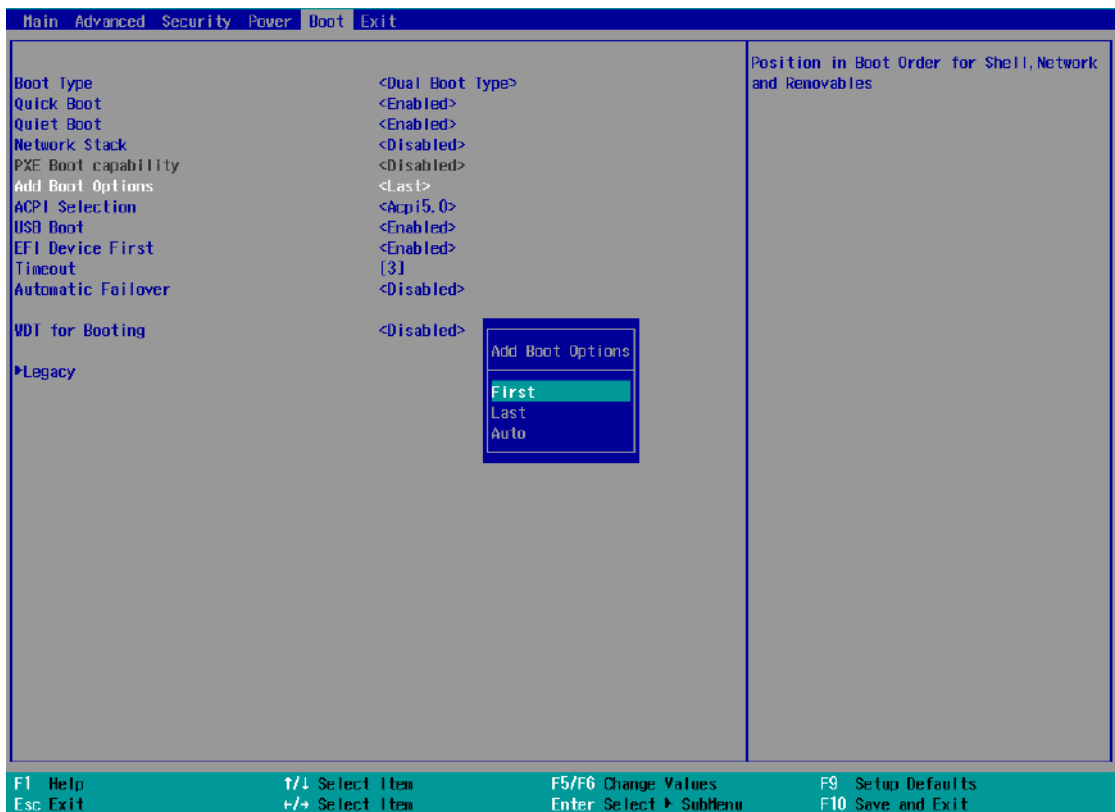 Main Advanced Security Power Boot Exit
Position in Boot Order for Shell,Network
and Removables
Boot Type <Dual Boot Type>
Quick Boot <Enabled>
Quiet Boot <Enabled>
Network Stack <Disabled>
PXE Boot capability <Disabled>
Add Boot Options <Last>
ACPI Selection <Acpi5.0>
USB Boot <Enabled>
EFI Device First <Enabled>
Timeout [3]
Automatic Failover <Disabled>
WDT for Booting <Disabled>
▶Legacy
Add Boot Options
First
Last
Auto
F1 Help ↑/↓ Select Item F5/F6 Change Values F9 Setup Defaults
Esc Exit ←/→ Select Item Enter Select ▶ SubMenu F10 Save and Exit